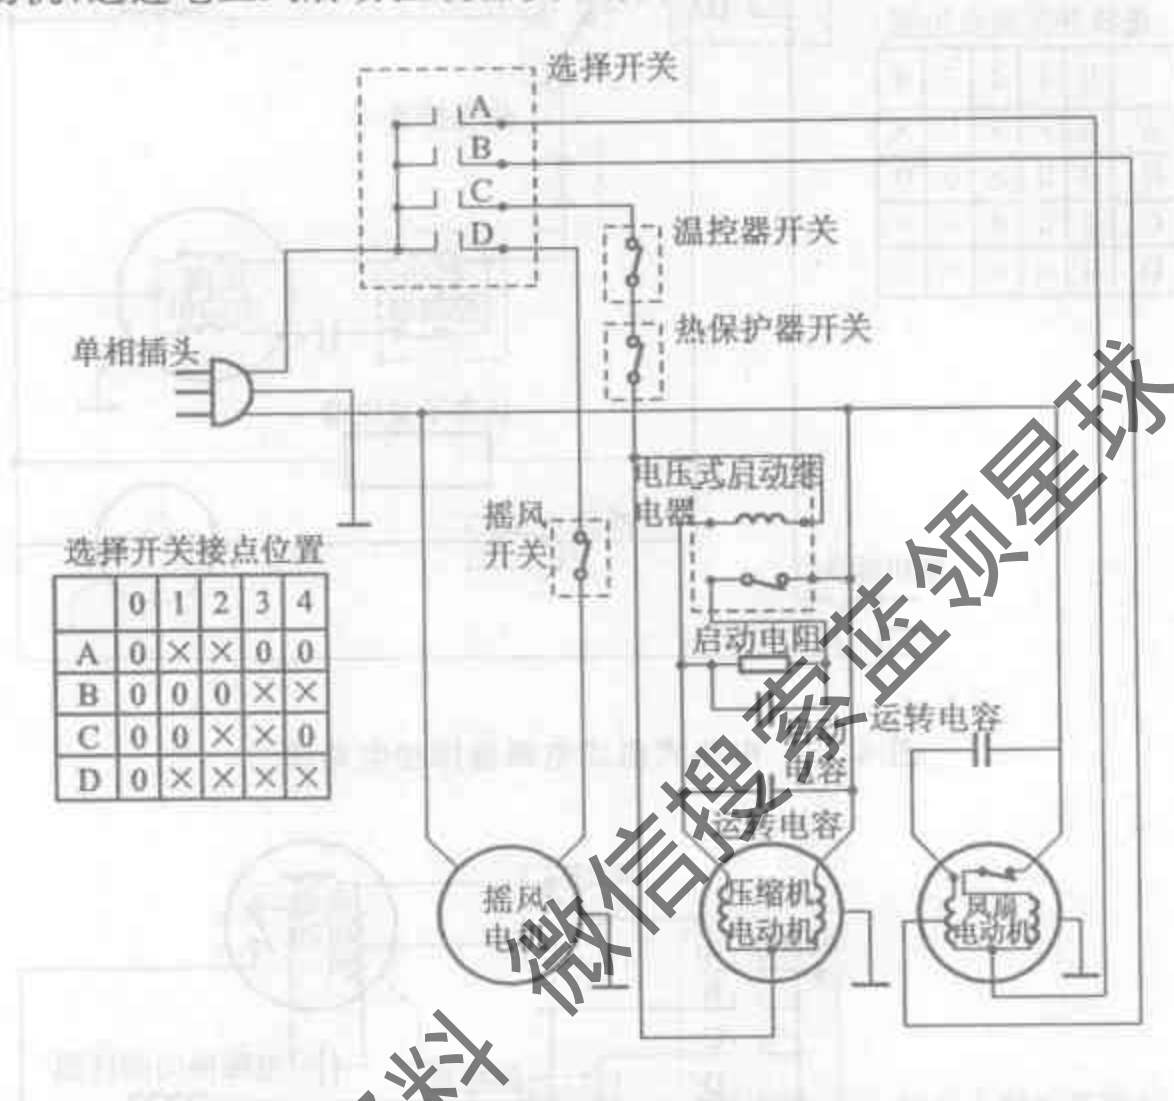 选择开关
A
B
C
D
温控器开关
热保护器开关
单相插头
电压式启动继
电器
摇风
开关
选择开关接点位置
0 1 2 3 4
A 0 × × 0 0
B 0 0 0 × ×
C 0 0 × × 0
D 0 × × × ×
启动电阻
启动
电容
运转电容
运转电容
摇风
电机
压缩机
电动机
风扇
电动机
微信搜索蓝领星球
料